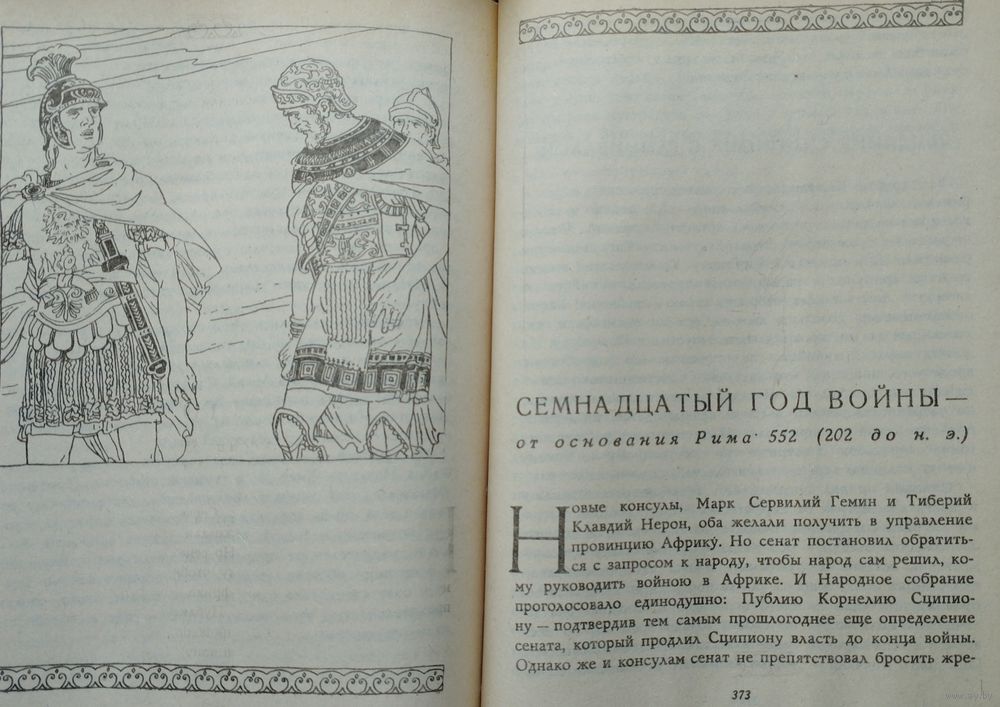 СЕМНАДЦАТЫЙ ГОД ВОЙНЫ —
от основания Рима 552 (202 до н. э.)
Новые консулы, Марк Сервилий Гемин и Тиберий
Клавдий Нерон, оба желали получить в управление
провинцию Африку́. Но сенат постановил обратить-
ся с запросом к народу, чтобы народ сам решил, ко-
му руководить войною в Африке. И Народное собрание
проголосовало единодушно: Публию Корнелию Сципио-
ну — подтвердив тем самым прошлогоднее еще определение
сената, который продлил Сципиону власть до конца войны.
Однако же и консулам сенат не препятствовал бросить жре-
373
www.ay.by